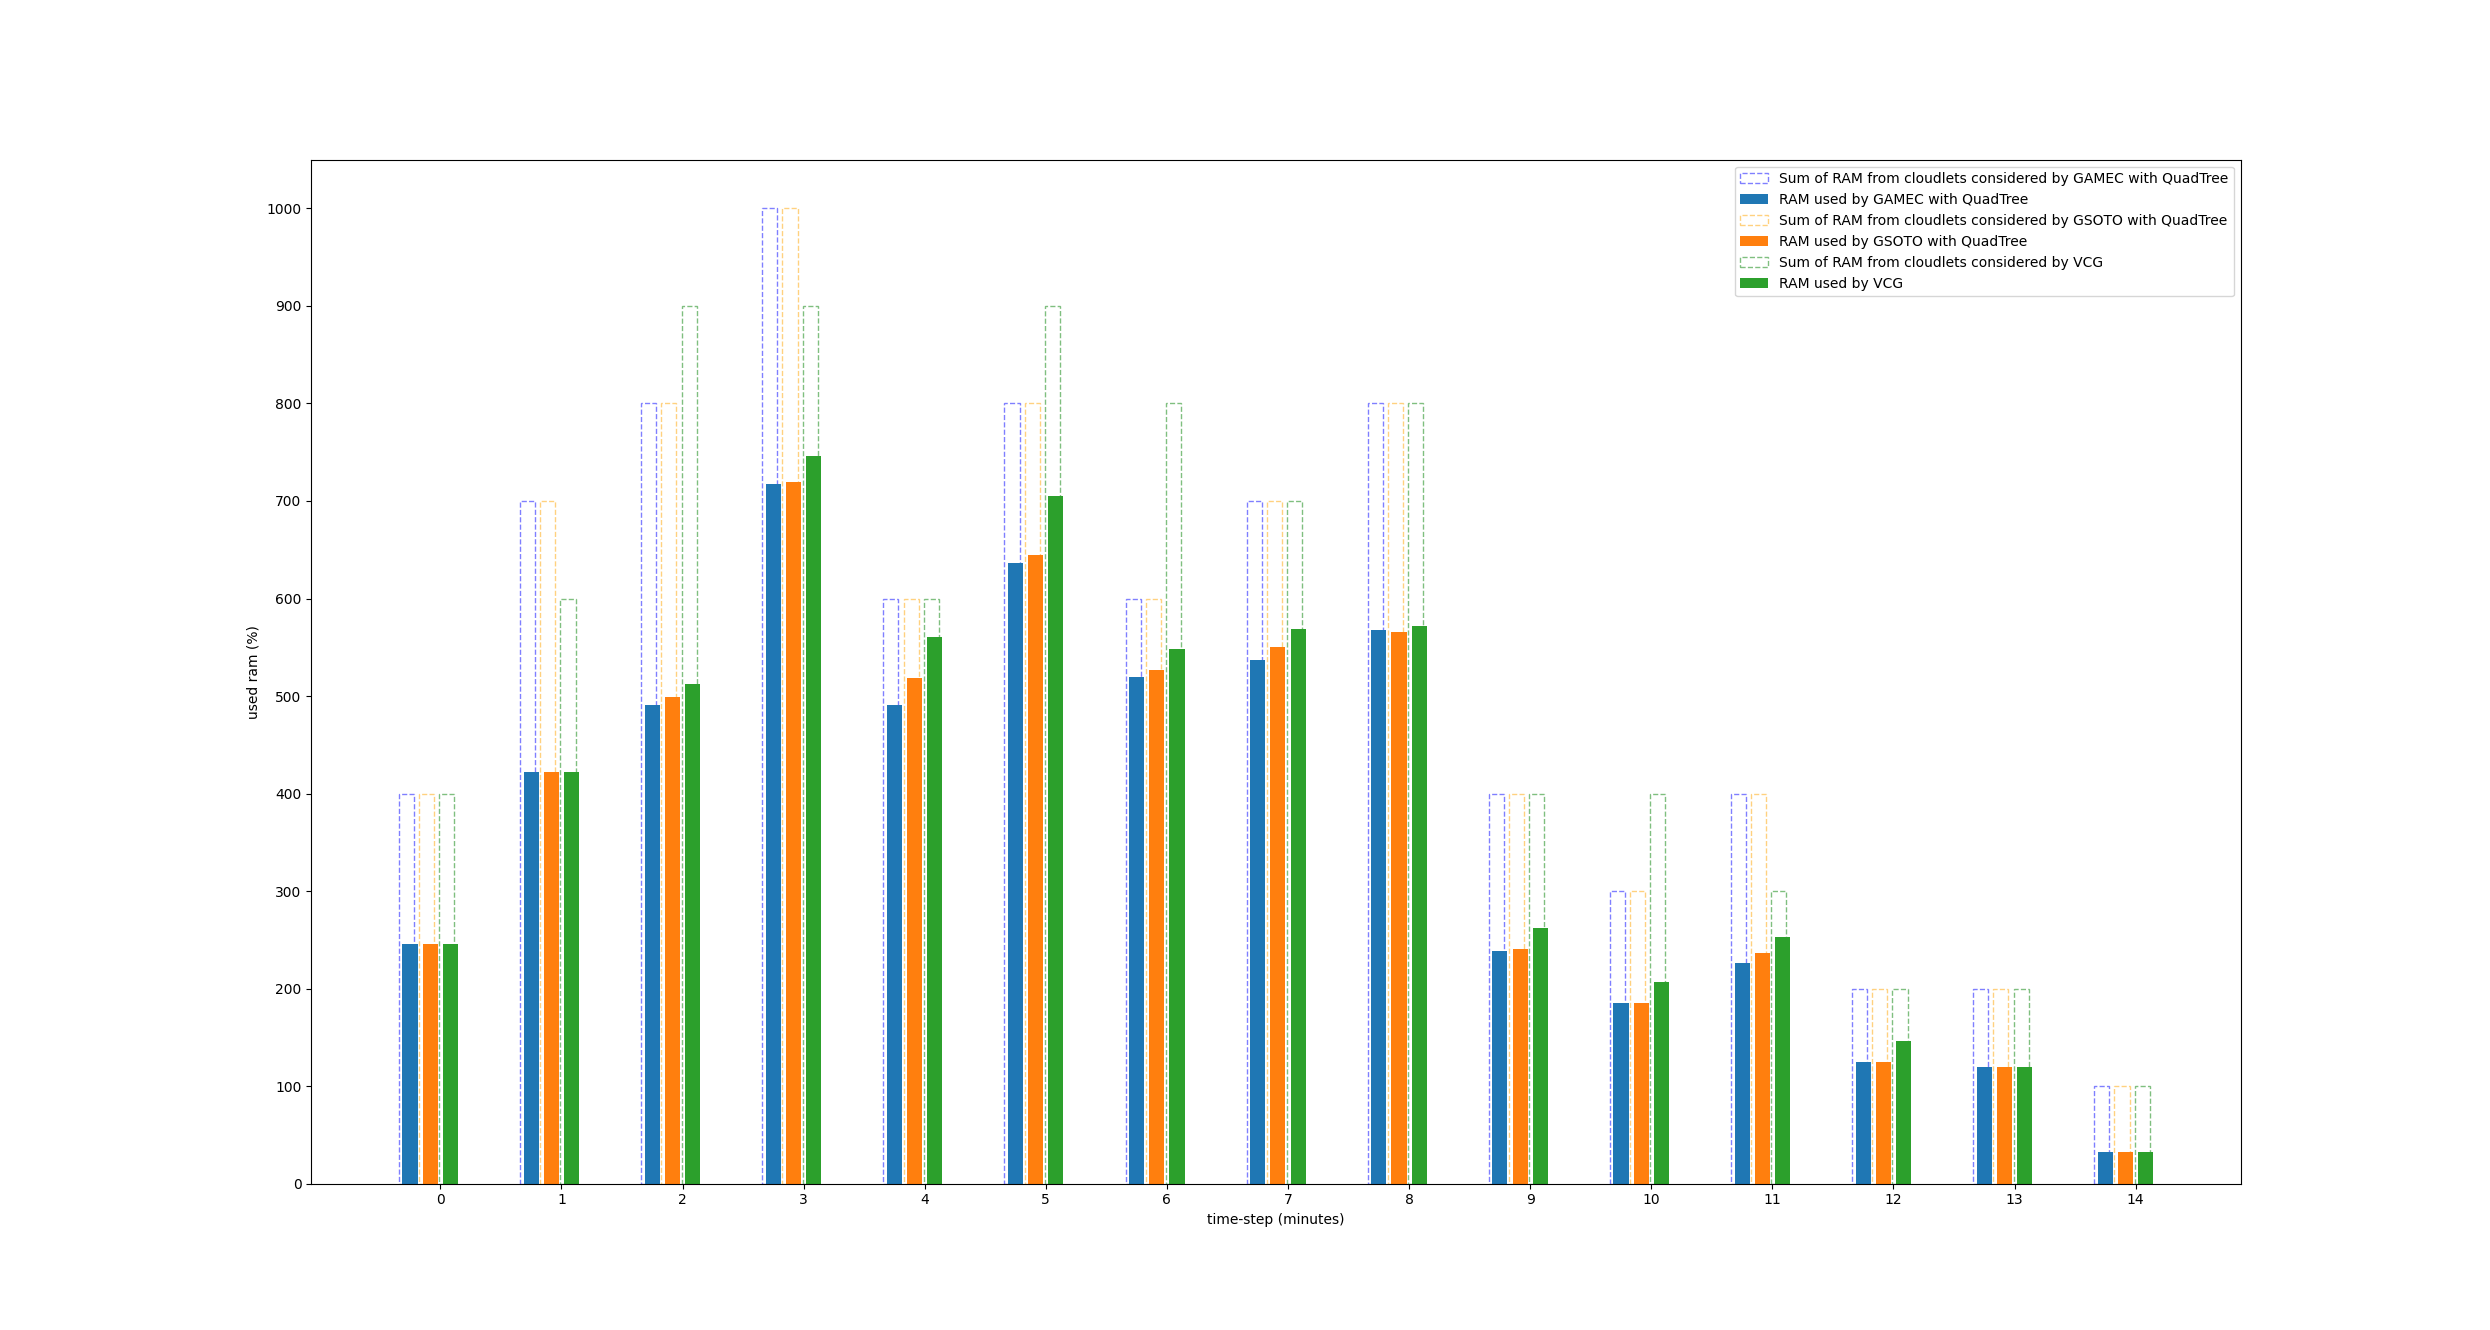 Sum of RAM from cloudlets considered by GAMEC with QuadTree
RAM used by GAMEC with QuadTree
Sum of RAM from cloudlets considered by GSOTO with QuadTree
RAM used by GSOTO with QuadTree
Sum of RAM from cloudlets considered by VCG
RAM used by VCG
1000
900
800
700
600
500
400
300
200
100
0
used ram (%)
0 1 2 3 4 5 6 7 8 9 10 11 12 13 14
time-step (minutes)